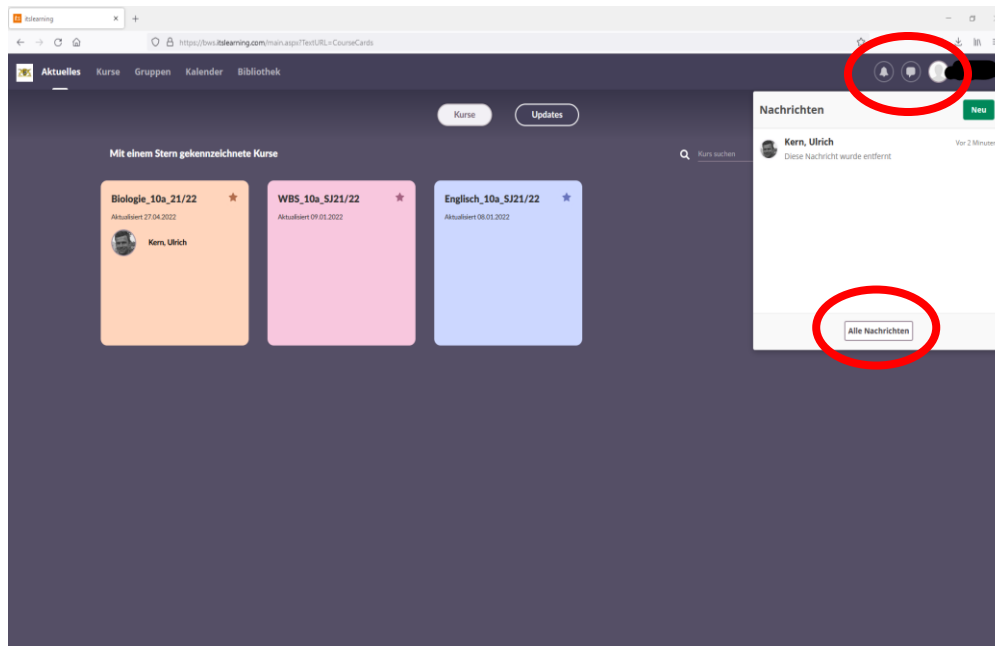 itslearning
https://bws.itslearning.com/main.aspx?TextURL=CourseCards
Aktuelles Kurse Gruppen Kalender Bibliothek
Kurse Updates
Nachrichten Neu
Mit einem Stern gekennzeichnete Kurse
Kurs suchen
Kern, Ulrich Vor 2 Minuten
Diese Nachricht wurde entfernt
Biologie_10a_21/22 WBS_10a_SJ21/22 Englisch_10a_SJ21/22
Aktualisiert 27.04.2022 Aktualisiert 09.01.2022 Aktualisiert 08.01.2022
Kern, Ulrich
Alle Nachrichten